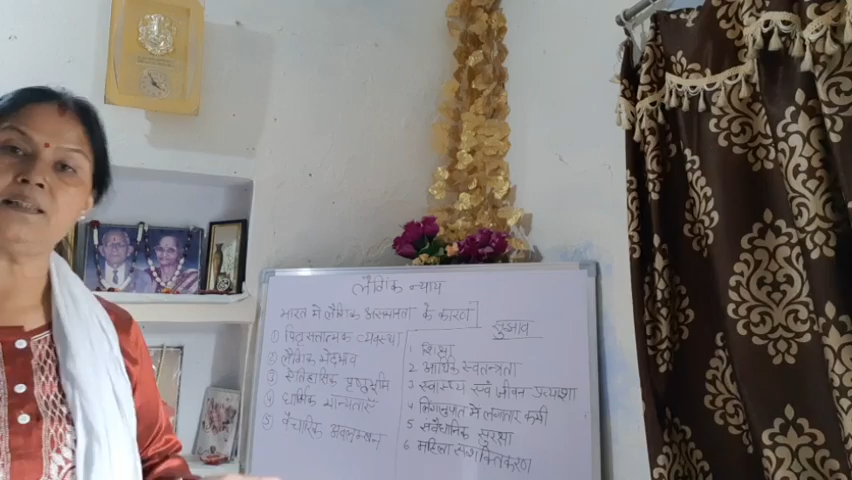 लैंगिक न्याय
भारत में लैंगिक असमानता के कारण
① पितृसत्तात्मक व्यवस्था
② लैंगिक भेदभाव
③ ऐतिहासिक पृष्ठभूमि
④ धार्मिक मान्यताएँ
⑤ वैचारिक अवलम्बन
सुझाव
1 शिक्षा
2 आर्थिक स्वतन्त्रता
3 स्वास्थ्य एवं जीवन प्रत्याशा
4 लिंगानुपात में लगातार कमी
5 सवैधानिक सुरक्षा
6 महिला सशक्तिकरण